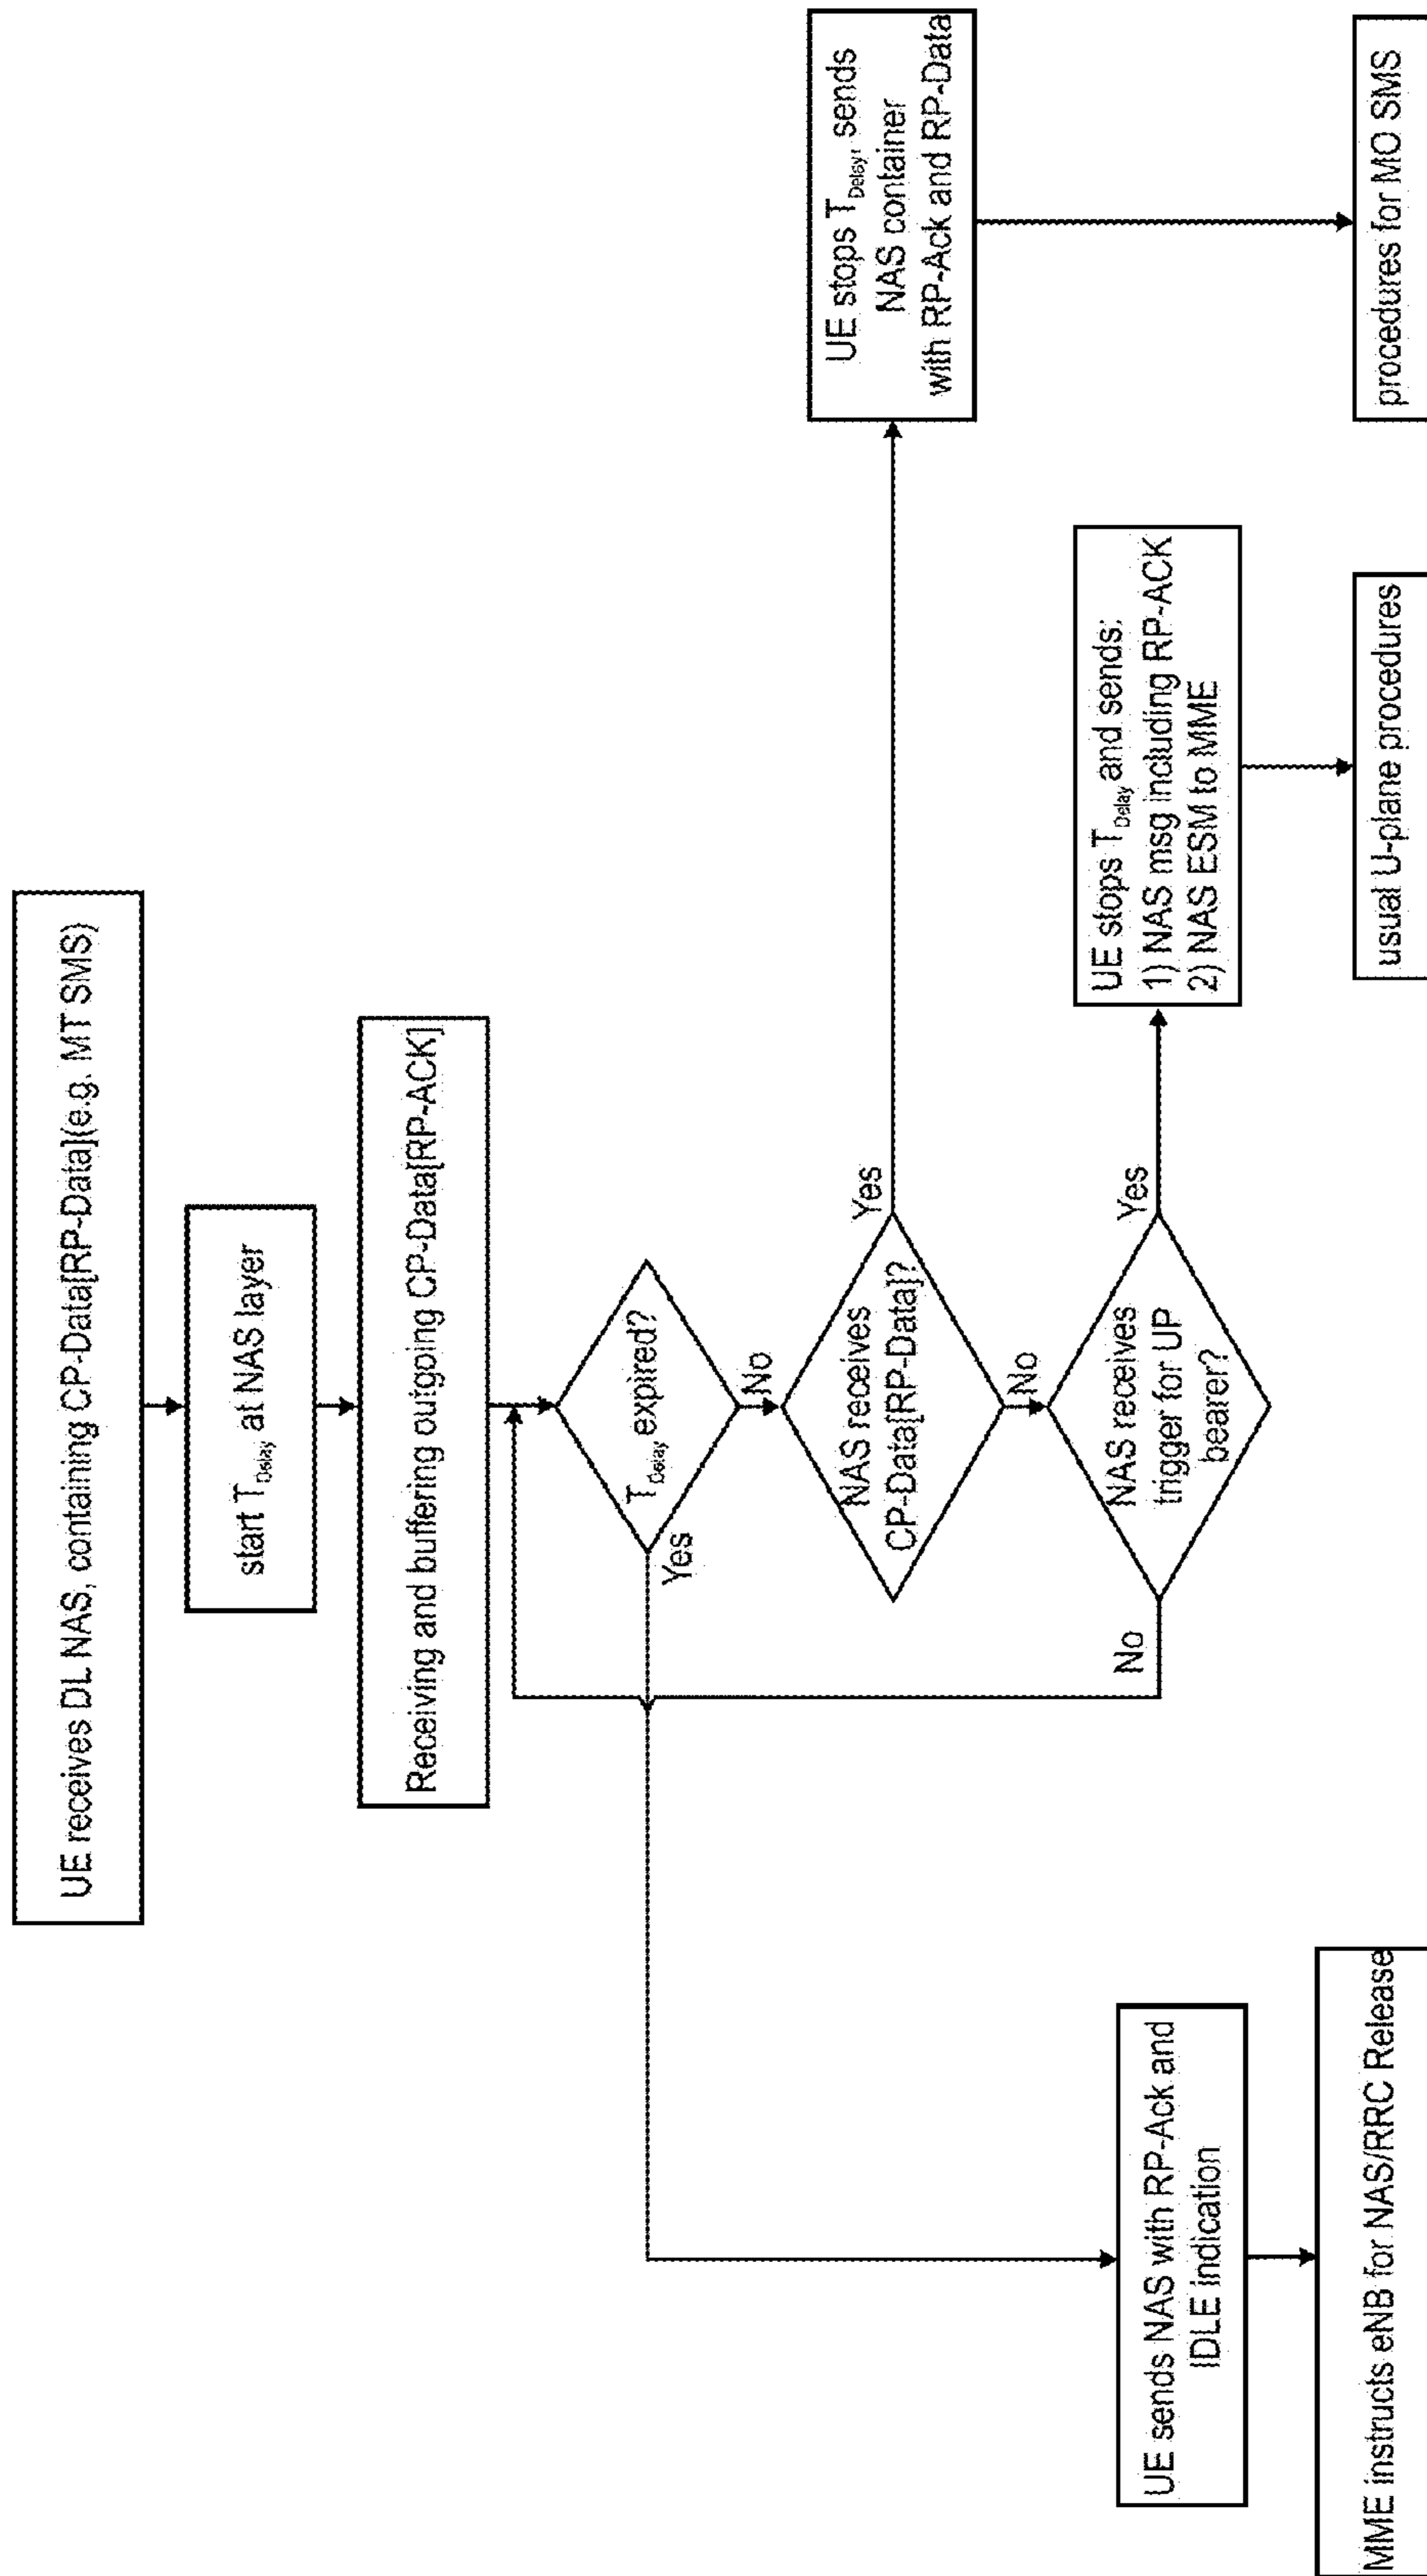 UE receives DL NAS, containing CP-Data[RP-Data](e.g. MT SMS)
start T_Delay at NAS layer
Receiving and buffering outgoing CP-Data[RP-ACK]
T_Delay expired?
Yes
No
NAS receives
CP-Data[RP-Data]?
Yes
No
NAS receives
trigger for UP
bearer?
Yes
No
UE sends NAS with RP-Ack and
IDLE indication
MME instructs eNB for NAS/RRC Release
UE stops T_Delay and sends:
1) NAS msg including RP-ACK
2) NAS ESM to MME
usual U-plane procedures
UE stops T_Delay, sends
NAS container
with RP-Ack and RP-Data
procedures for MO SMS